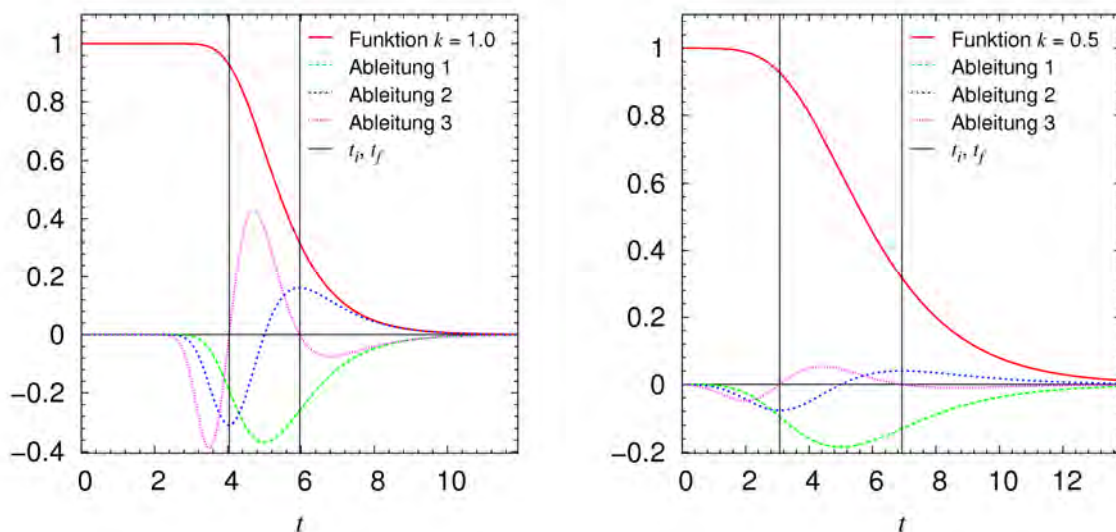 Funktion k = 1.0
Ableitung 1
Ableitung 2
Ableitung 3
t_i, t_f
1
0.8
0.6
0.4
0.2
0
−0.2
−0.4
0 2 4 6 8 10
t
Funktion k = 0.5
Ableitung 1
Ableitung 2
Ableitung 3
t_i, t_f
1
0.8
0.6
0.4
0.2
0
−0.2
0 2 4 6 8 10 12
t